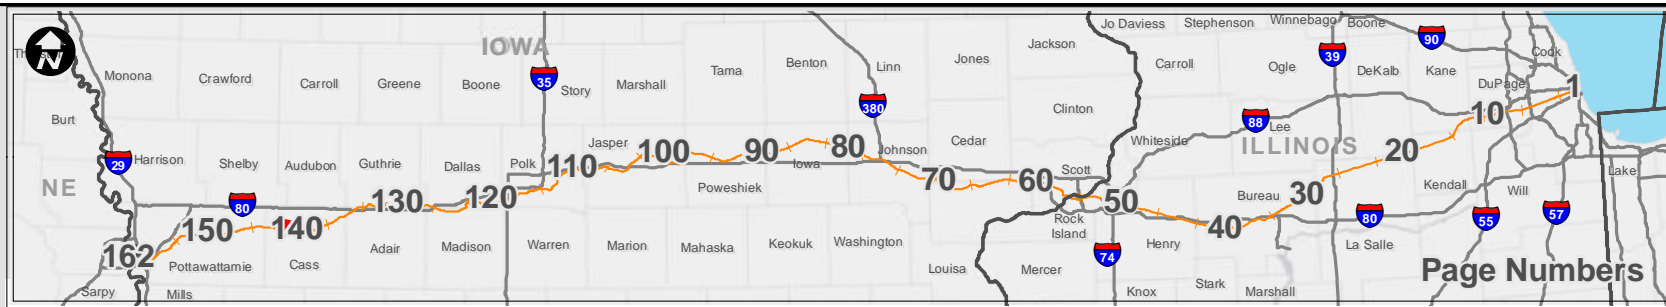 Jo Daviess
Stephenson
Winnebago
Boone
N
IOWA
Jackson
39
90
Cook
Monona
Crawford
Carroll
Greene
Boone
35
Story
Marshall
Tama
Benton
Linn
Jones
Carroll
Ogle
DeKalb
Kane
DuPage
1
Burt
380
Clinton
88
Lee
10
Harrison
29
Shelby
Audubon
Guthrie
Dallas
Polk
110
Jasper
100
90
Iowa
80
Johnson
Cedar
Whiteside
ILLINOIS
20
NE
80
130
120
Poweshiek
70
60
Scott
50
Bureau
30
Kendall
Will
Lake
162
150
140
Rock
Island
40
80
55
57
Pottawattamie
Cass
Adair
Madison
Warren
Marion
Mahaska
Keokuk
Washington
Louisa
Mercer
74
Henry
La Salle
Page Numbers
Sarpy
Mills
Knox
Stark
Marshall